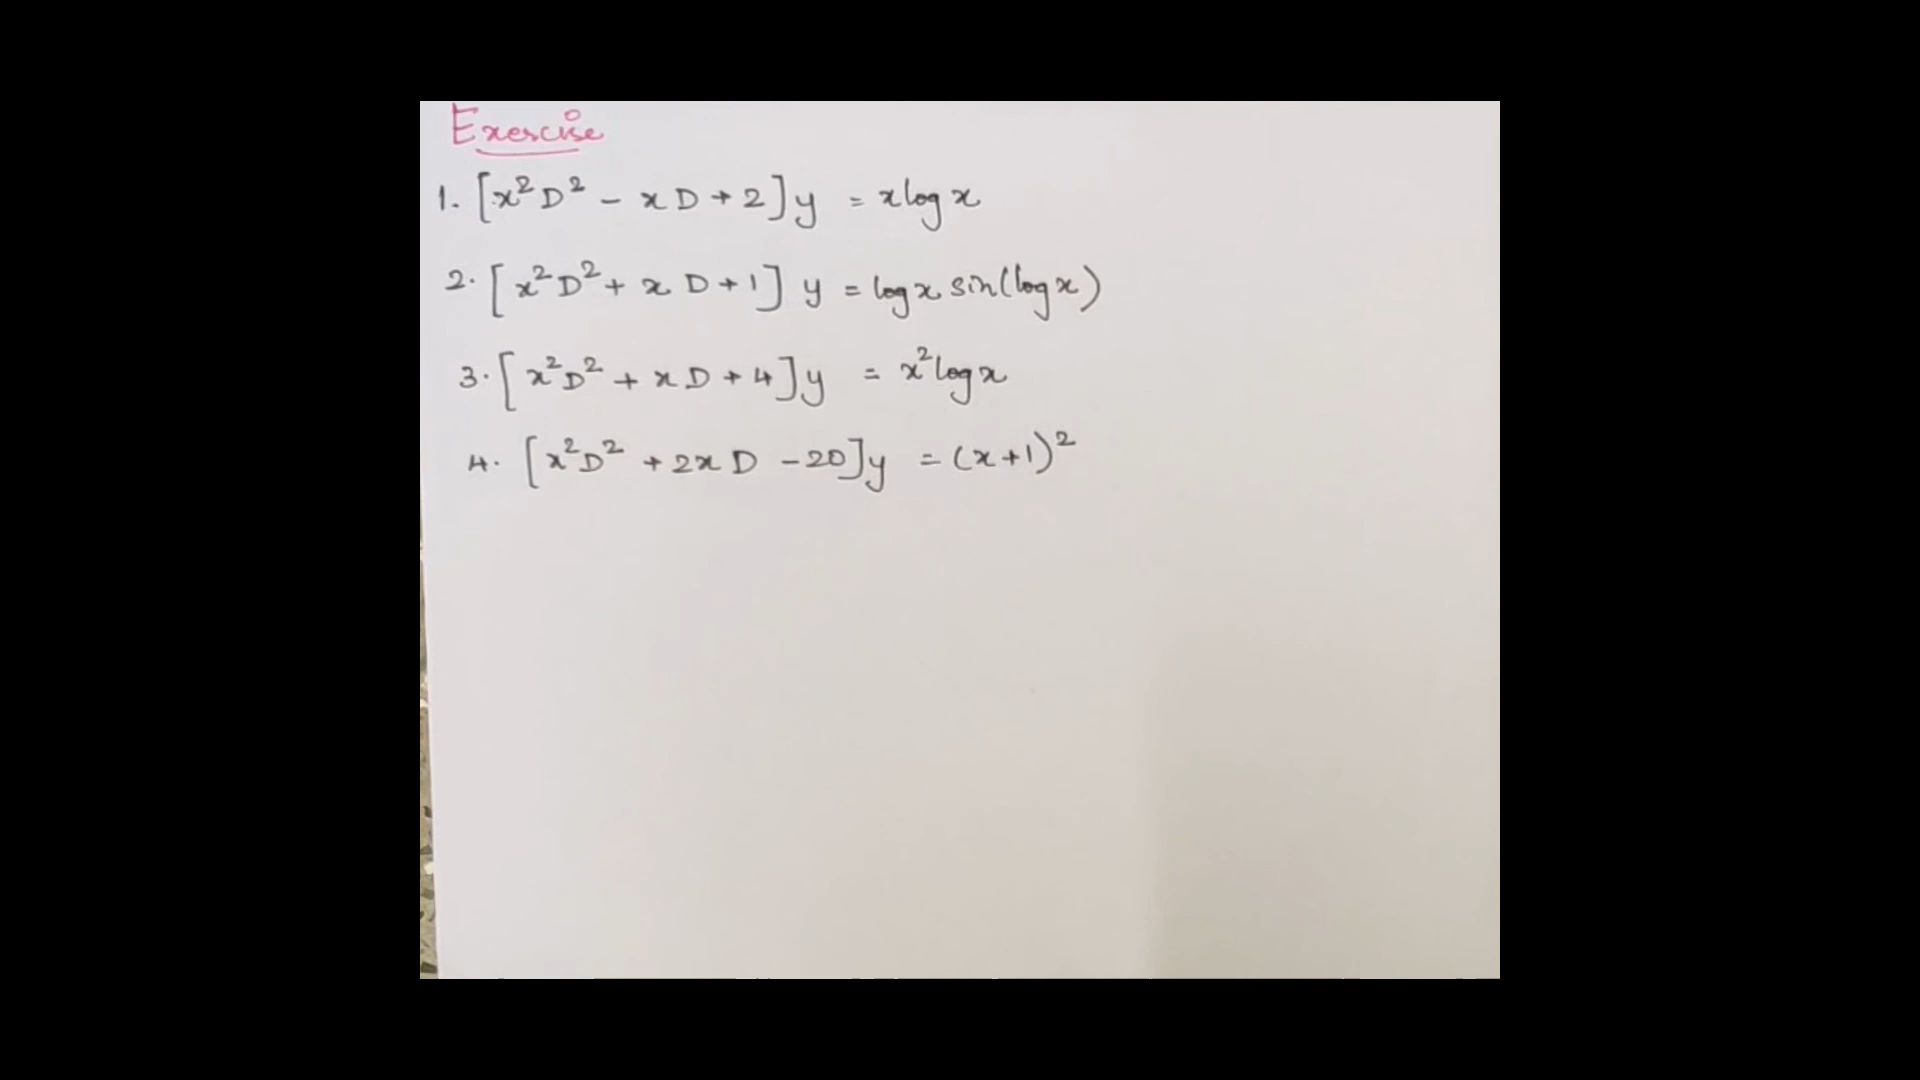 Exercise
1. [x²D² - xD + 2]y = x log x
2. [x²D² + xD + 1] y = log x sin(log x)
3. [x²D² + xD + 4]y = x² log x
4. [x²D² + 2xD - 20]y = (x+1)²